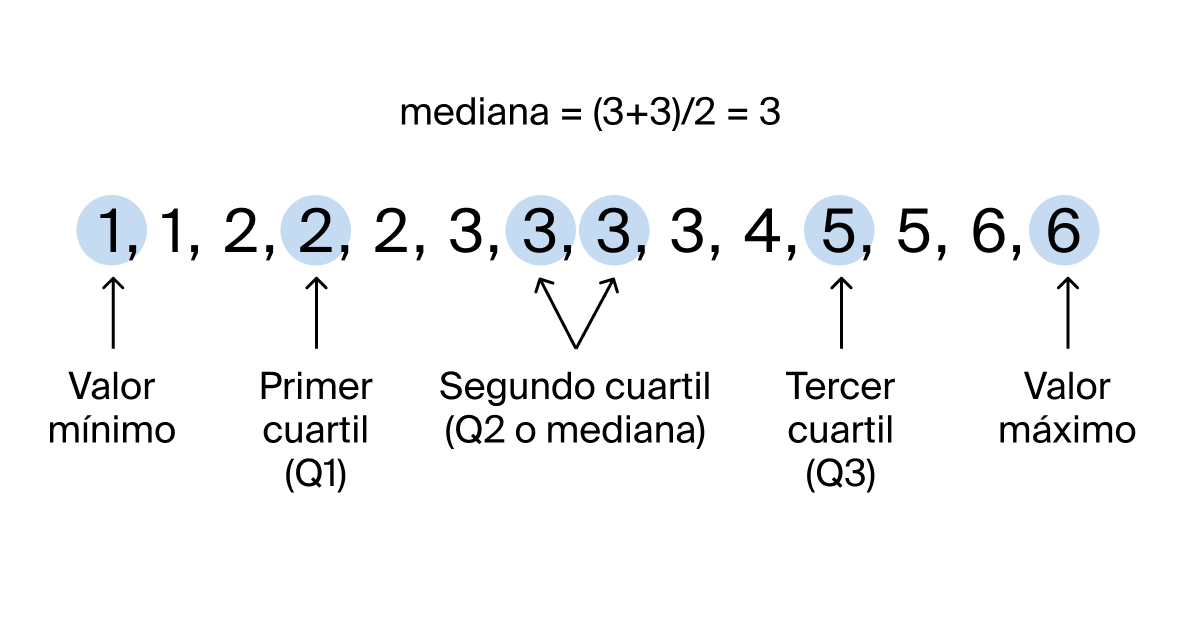 mediana = (3+3)/2 = 3
1, 1, 2, 2, 2, 3, 3, 3, 3, 4, 5, 5, 6, 6
Valor
mínimo
Primer
cuartil
(Q1)
Segundo cuartil
(Q2 o mediana)
Tercer
cuartil
(Q3)
Valor
máximo